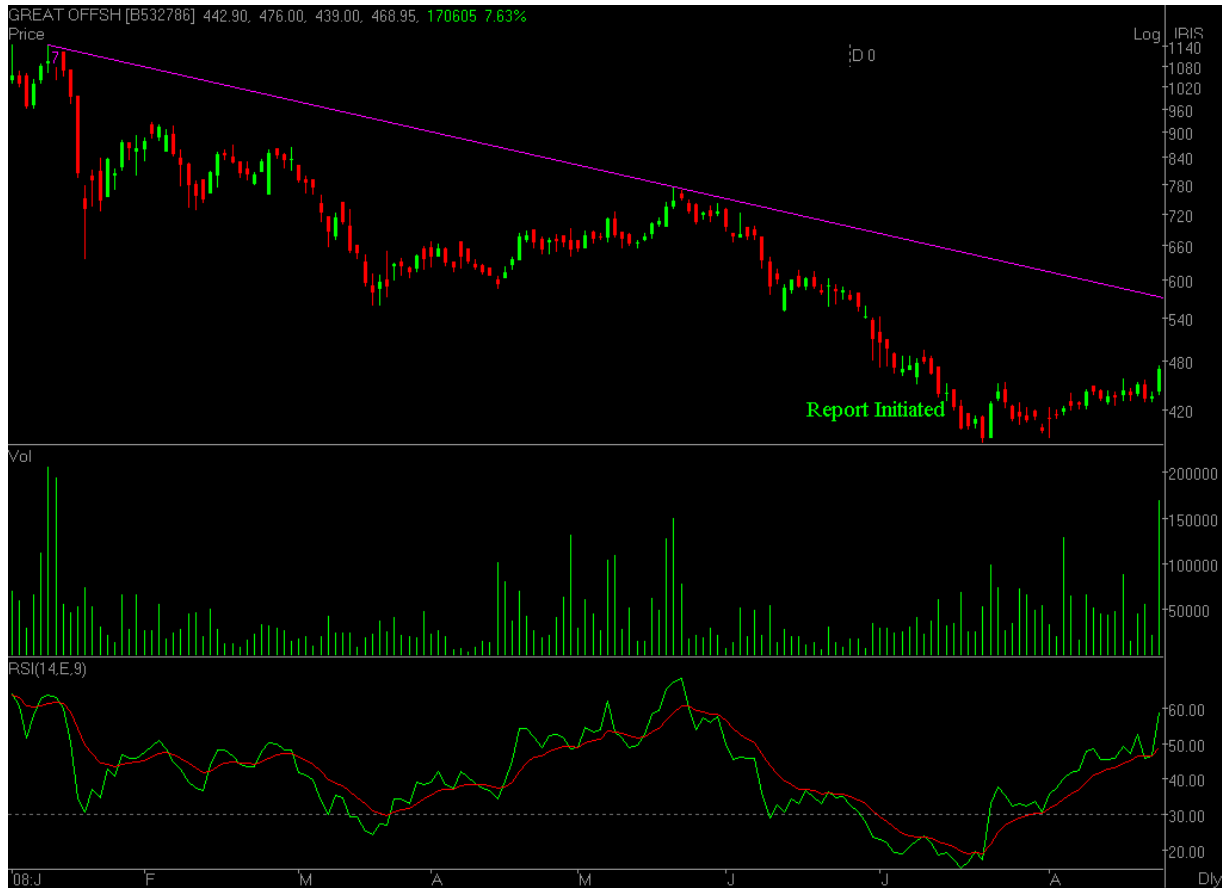 GREAT OFFSH [B532786] 442.90, 476.00, 439.00, 468.95, 170605 7.63%
Price
Log IRIS
D 0
1140
1080
1020
960
900
840
780
720
660
600
540
480
420
Report Initiated
Vol
200000
150000
100000
50000
RSI(14,E,9)
60.00
50.00
40.00
30.00
20.00
08:J F M A M J J A Dly